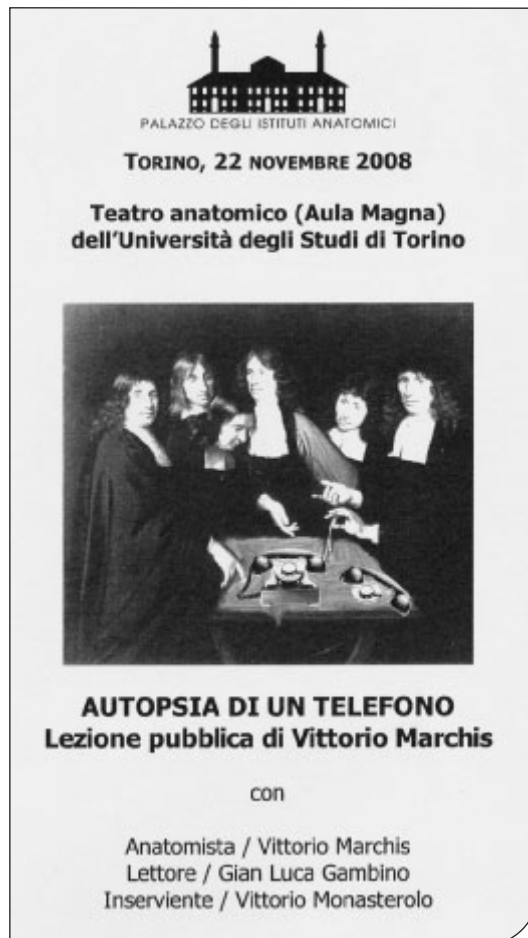 PALAZZO DEGLI ISTITUTI ANATOMICI
TORINO, 22 NOVEMBRE 2008
Teatro anatomico (Aula Magna)
dell'Università degli Studi di Torino
AUTOPSIA DI UN TELEFONO
Lezione pubblica di Vittorio Marchis
con
Anatomista / Vittorio Marchis
Lettore / Gian Luca Gambino
Inserviente / Vittorio Monasterolo